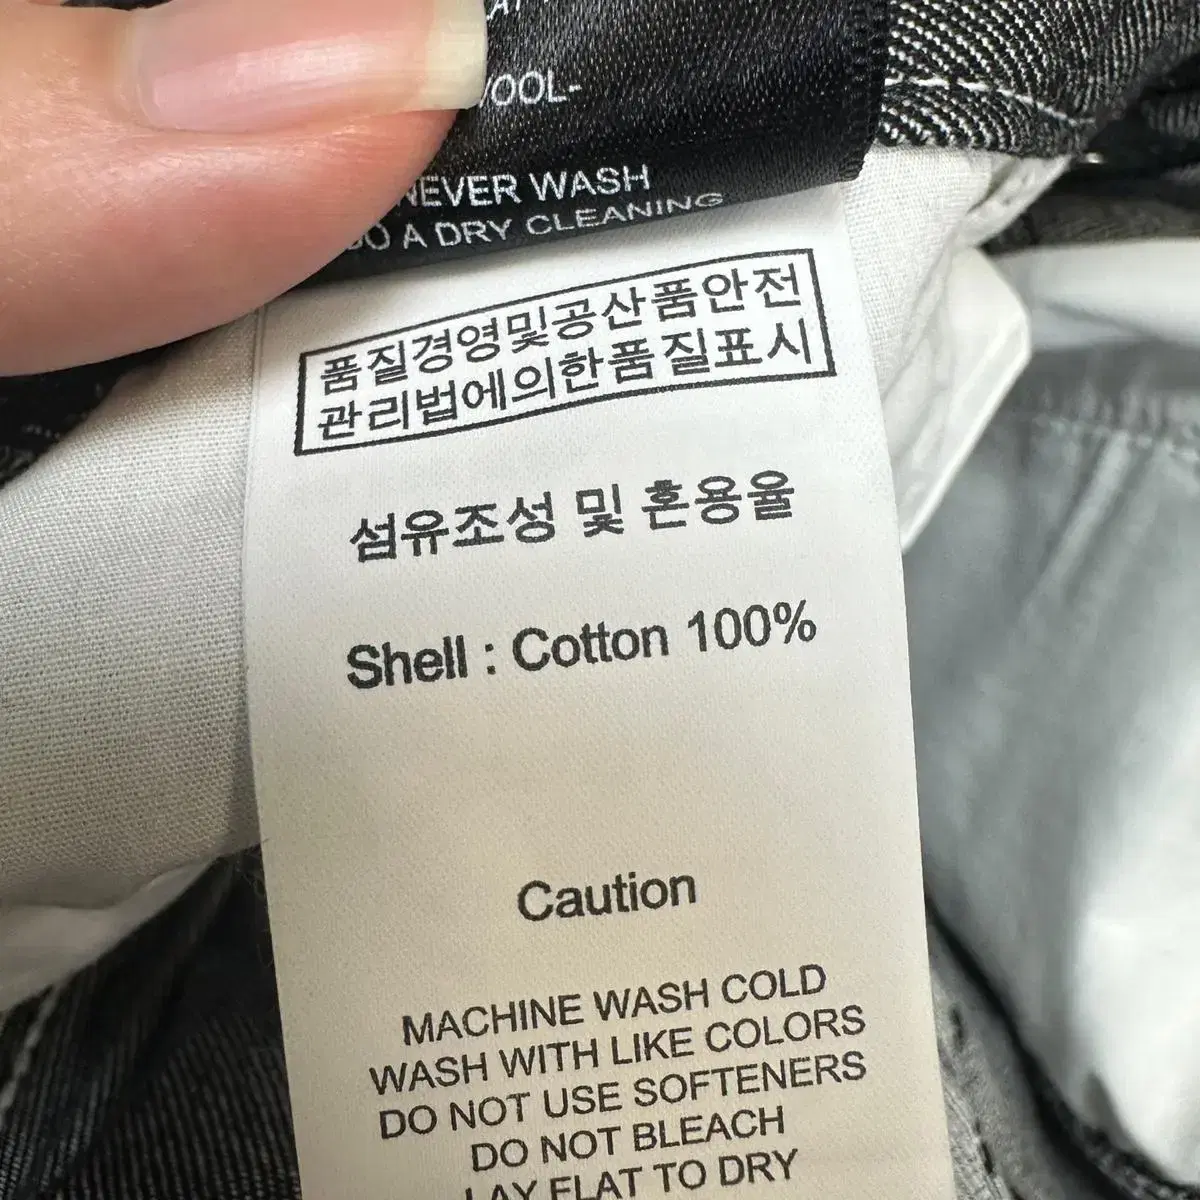 NEVER WASH
A DRY CLEANING
품질경영및공산품안전
관리법에의한품질표시
섬유조성 및 혼용율
Shell : Cotton 100%
Caution
MACHINE WASH COLD
WASH WITH LIKE COLORS
DO NOT USE SOFTENERS
DO NOT BLEACH
LAY FLAT TO DRY